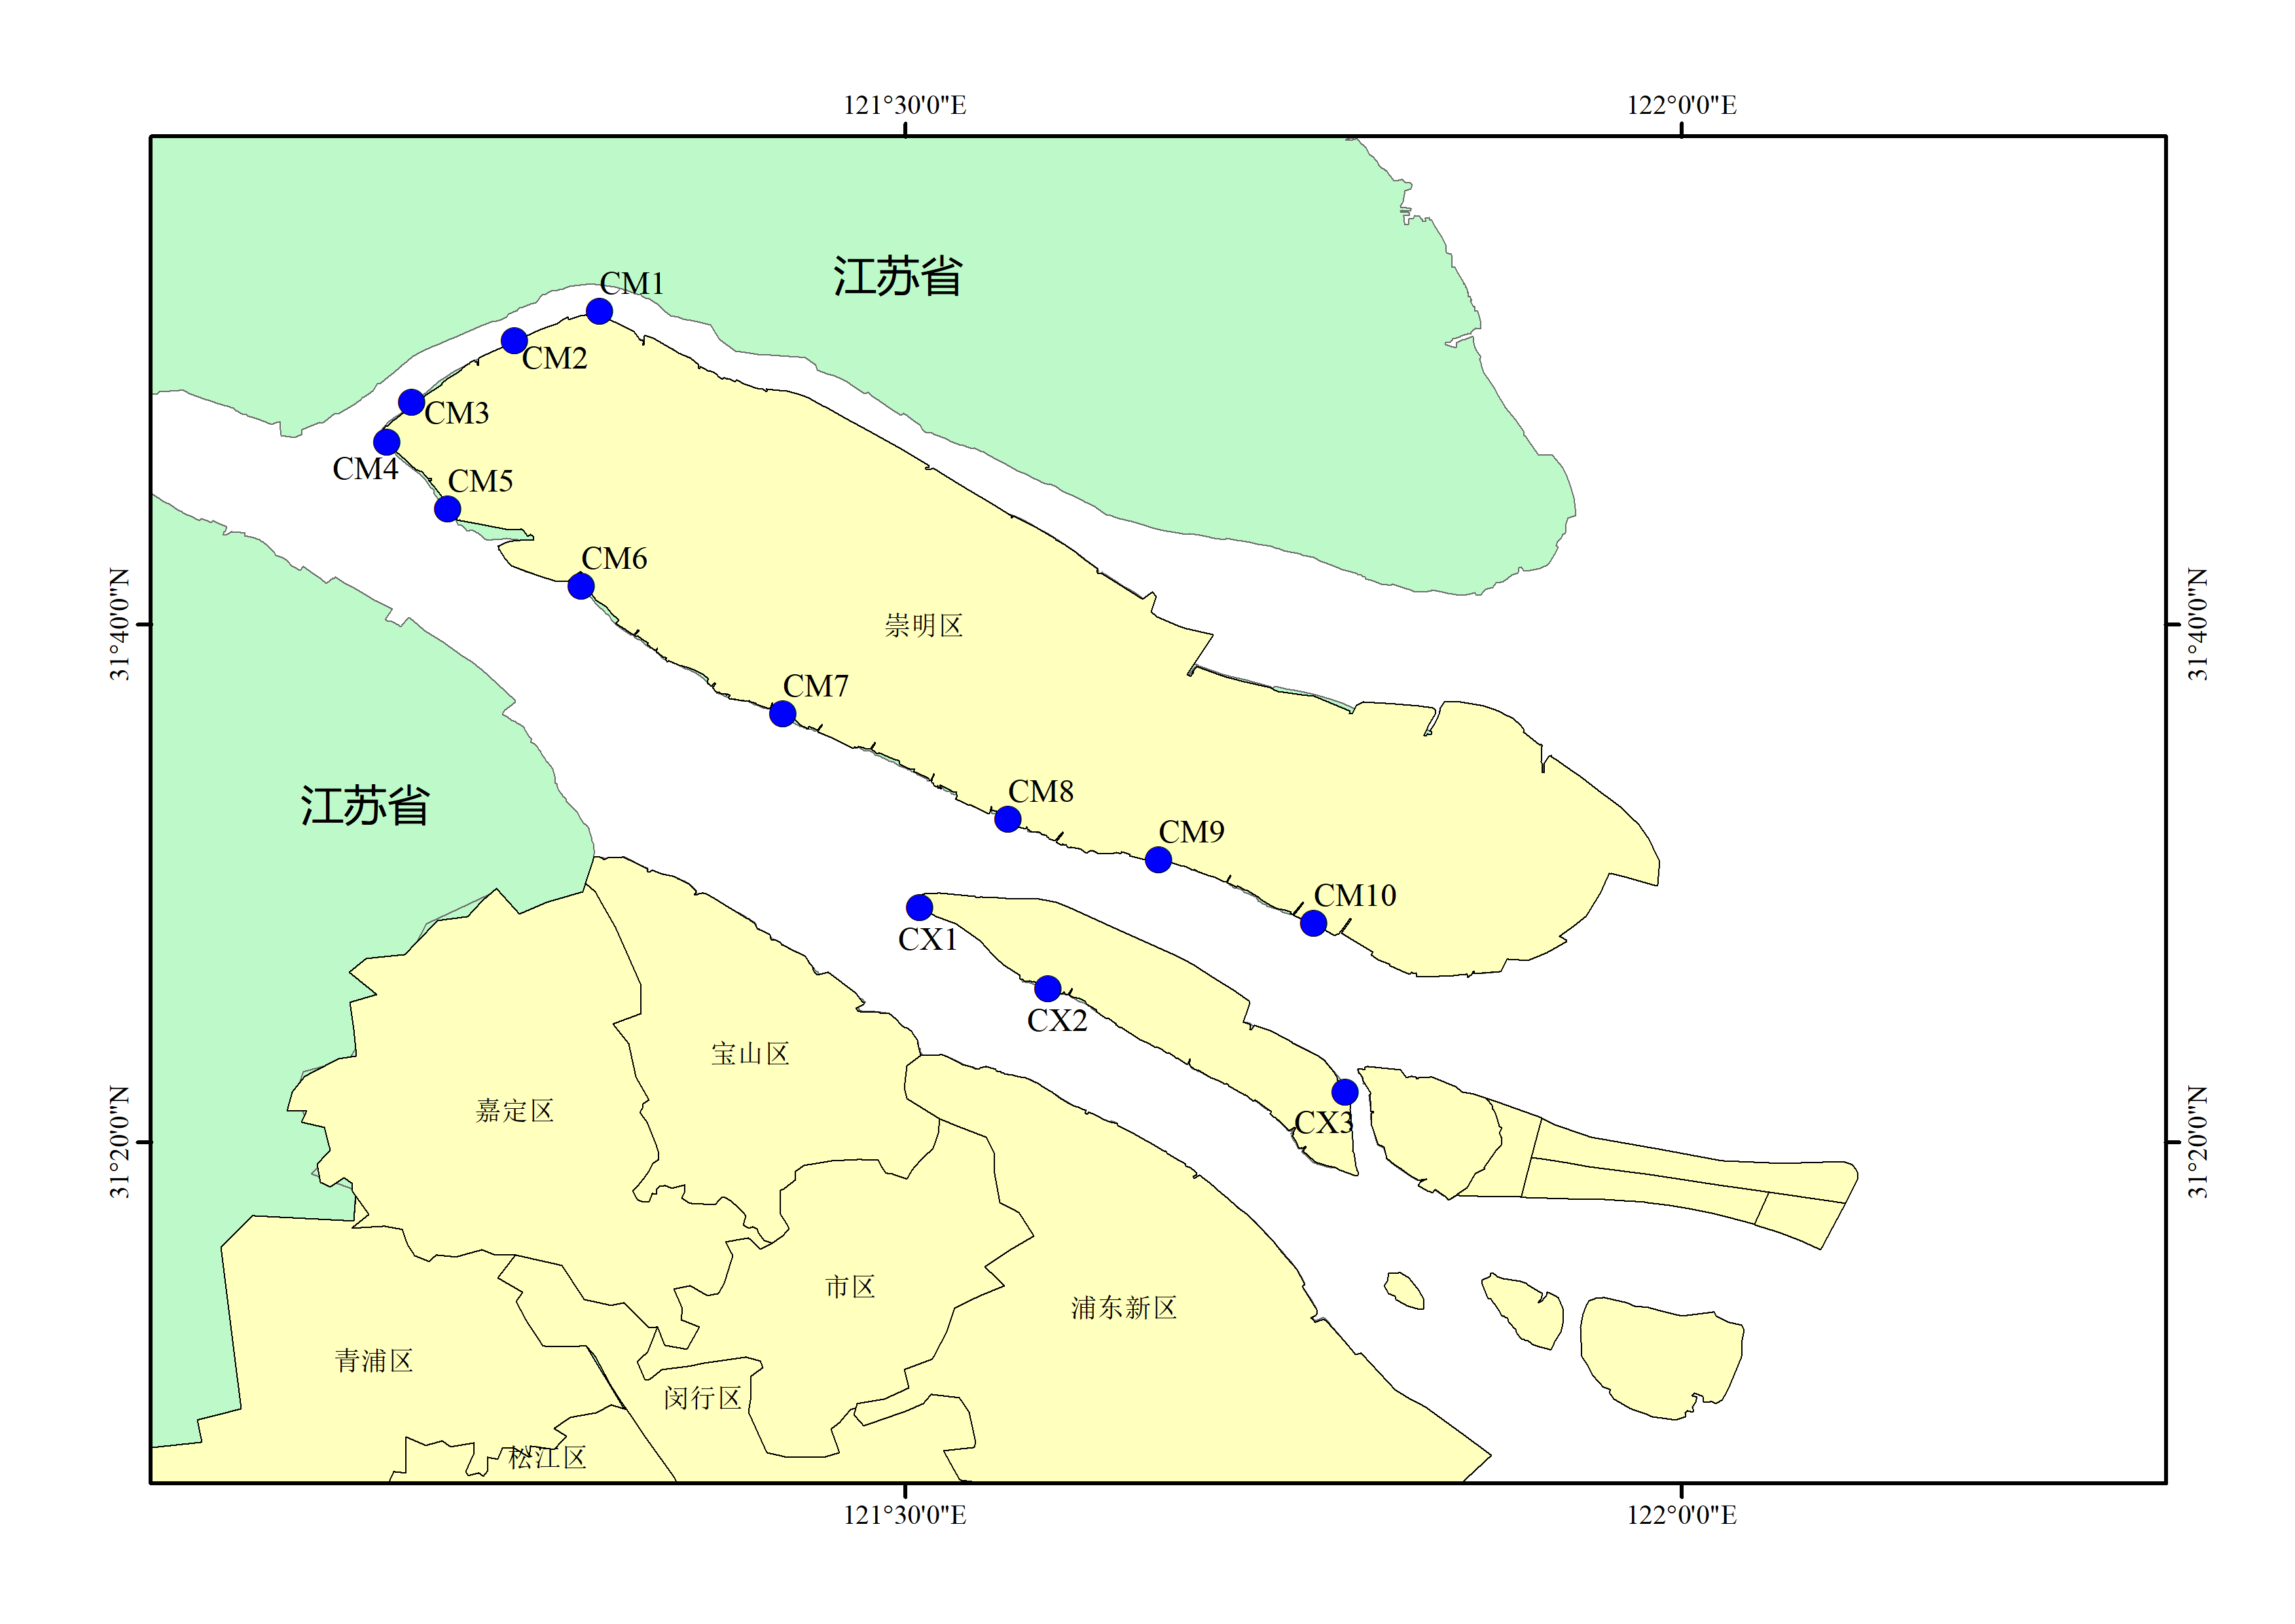 121°30'0"E
122°0'0"E
江苏省
CM1
CM2
CM3
CM4
CM5
CM6
31°40'0"N
31°40'0"N
崇明区
CM7
江苏省
CM8
CM9
CM10
CX1
CX2
宝山区
嘉定区
CX3
31°20'0"N
31°20'0"N
市区
浦东新区
青浦区
闵行区
松江区
121°30'0"E
122°0'0"E